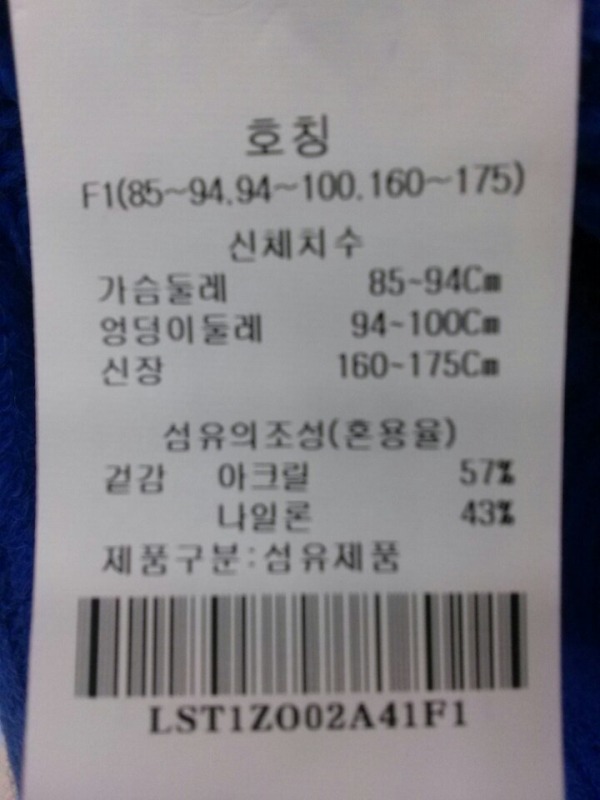 호칭
F1(85~94.94~100.160~175)
신체치수
가슴둘레 85~94Cm
엉덩이둘레 94~100Cm
신장 160~175Cm
섬유의조성(혼용율)
겉감 아크릴 57%
나일론 43%
제품구분:섬유제품
LST1ZO02A41F1